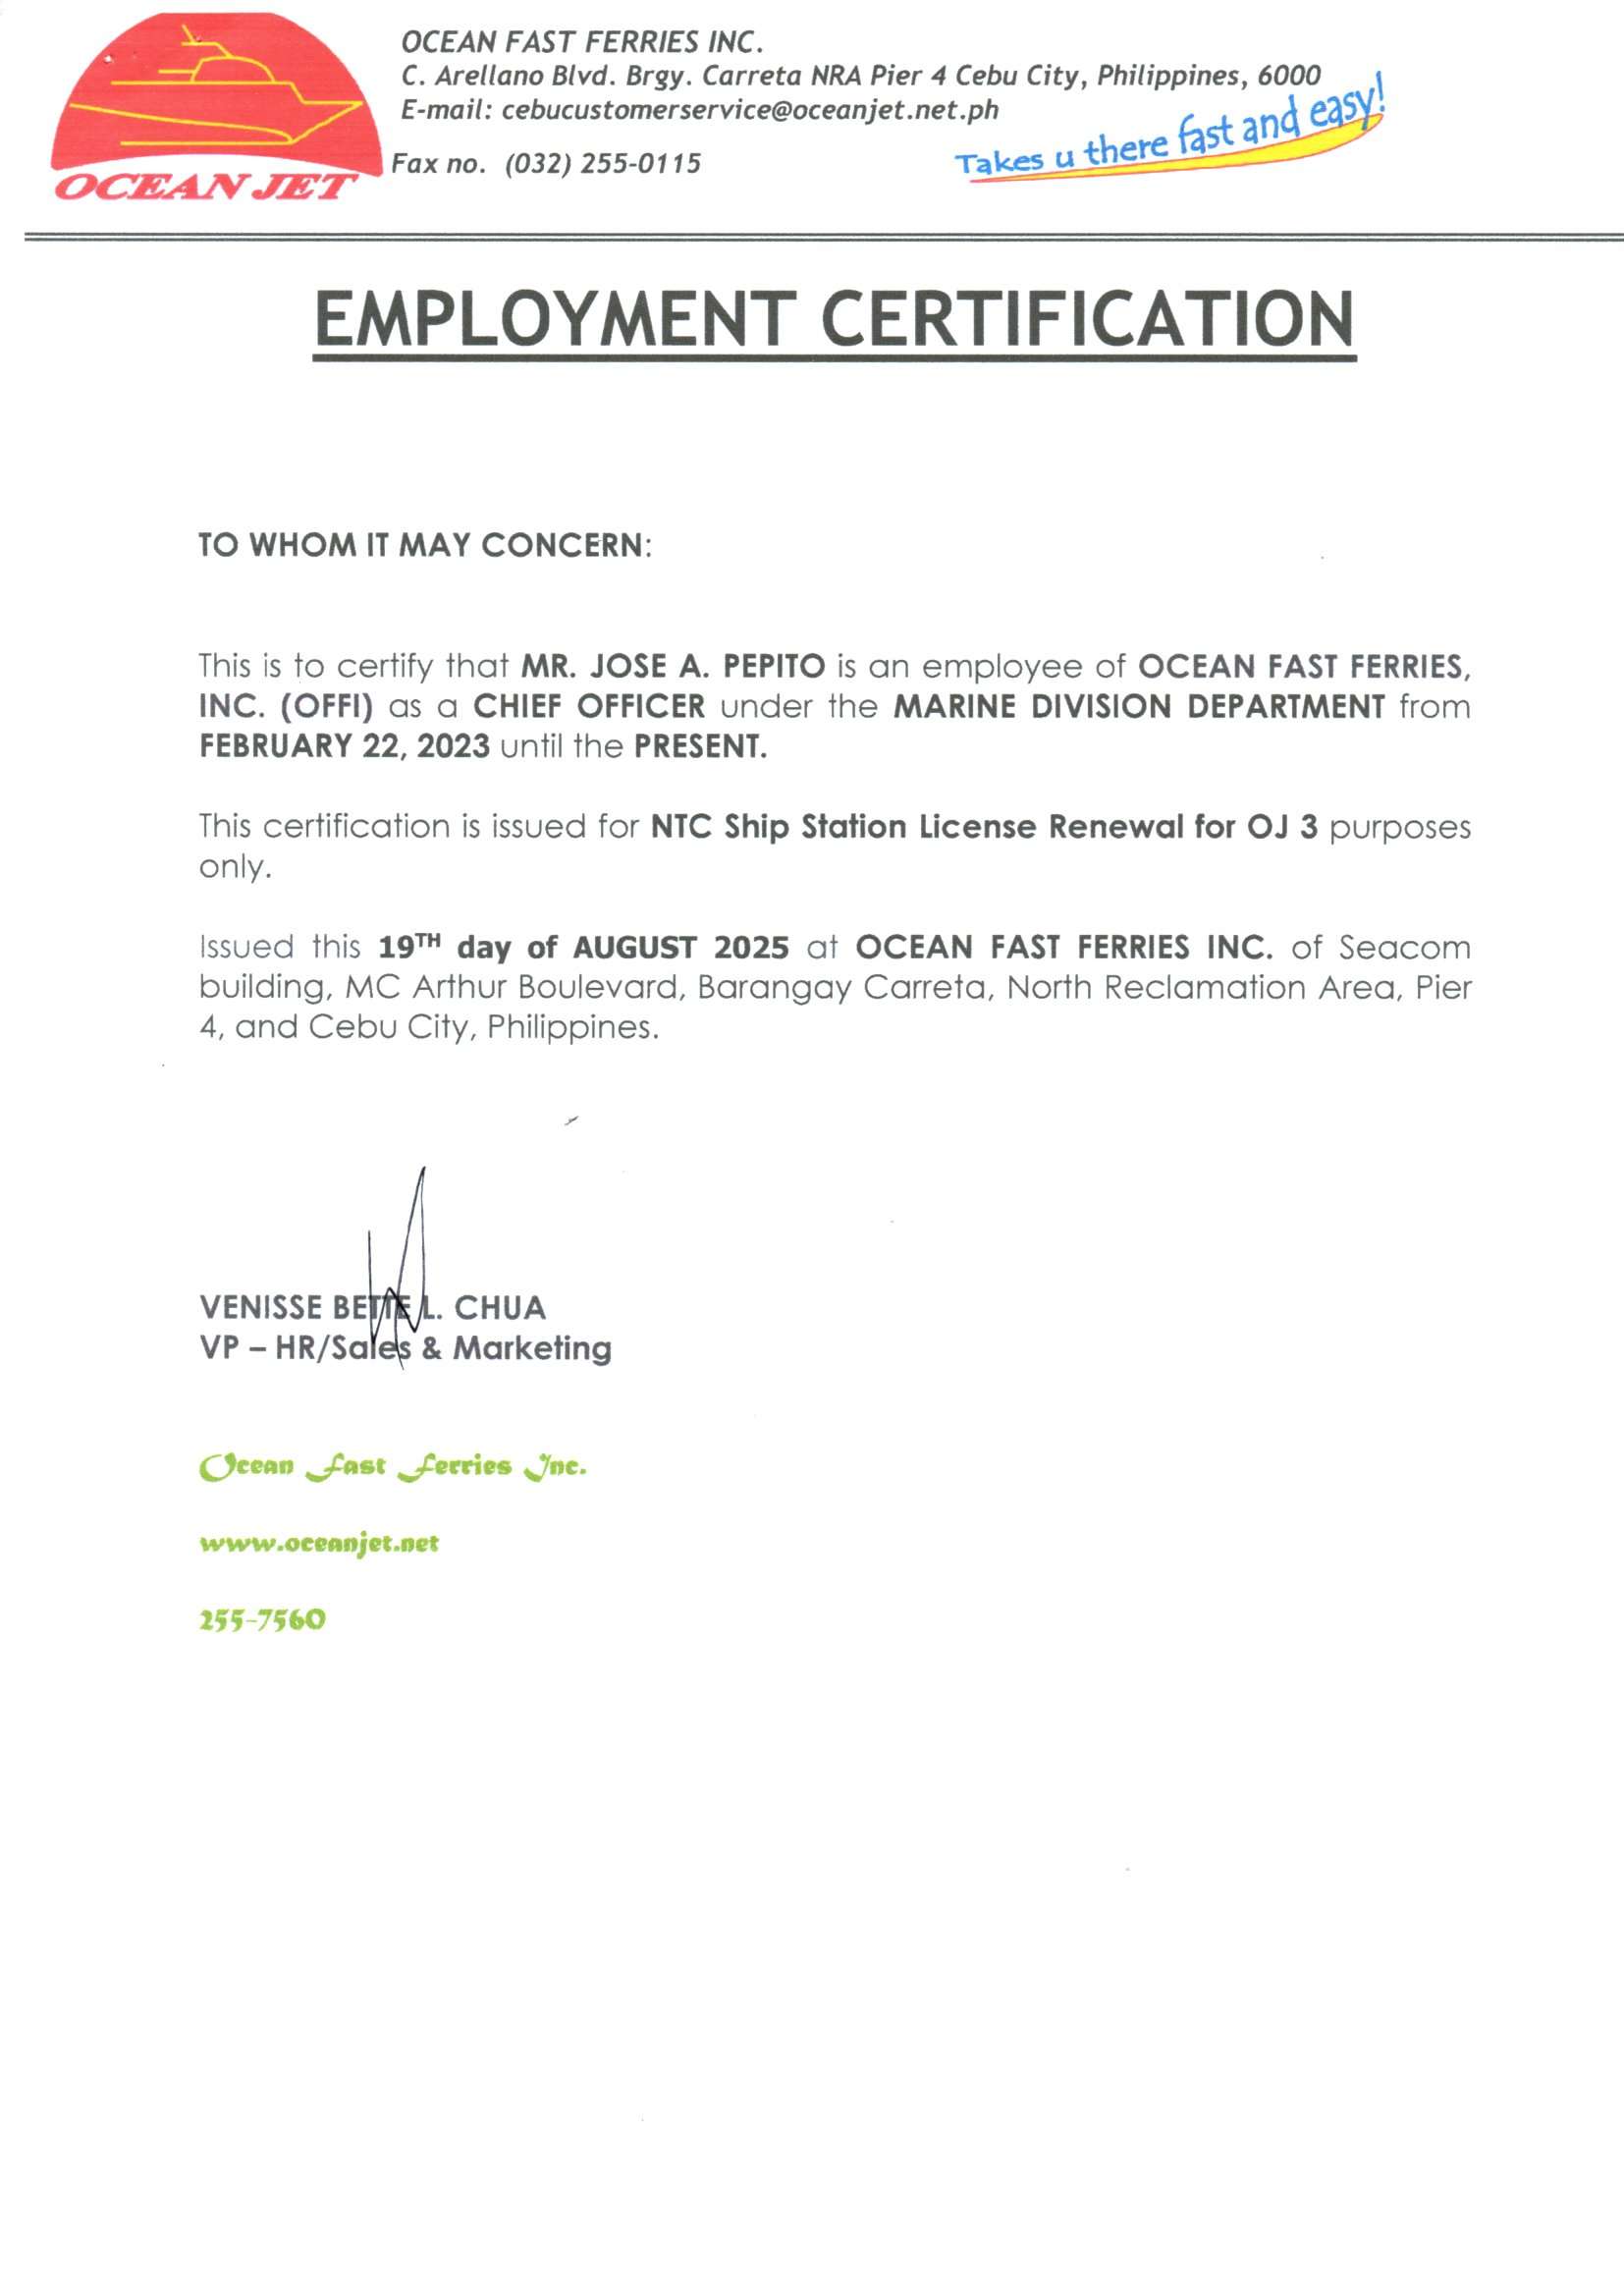 OCEAN FAST FERRIES INC.
C. Arellano Blvd. Brgy. Carreta NRA Pier 4 Cebu City, Philippines, 6000
E-mail: cebucustomerservice@oceanjet.net.ph
Takes u there fast and easy!
Fax no. (032) 255-0115
OCEAN JET
EMPLOYMENT CERTIFICATION
TO WHOM IT MAY CONCERN:
This is to certify that MR. JOSE A. PEPITO is an employee of OCEAN FAST FERRIES,
INC. (OFFI) as a CHIEF OFFICER under the MARINE DIVISION DEPARTMENT from
FEBRUARY 22, 2023 until the PRESENT.
This certification is issued for NTC Ship Station License Renewal for OJ 3 purposes
only.
Issued this 19TH day of AUGUST 2025 at OCEAN FAST FERRIES INC. of Seacom
building, MC Arthur Boulevard, Barangay Carreta, North Reclamation Area, Pier
4, and Cebu City, Philippines.
VENISSE BETTE L. CHUA
VP – HR/Sales & Marketing
Ocean Fast Ferries Inc.
www.oceanjet.net
255-7560